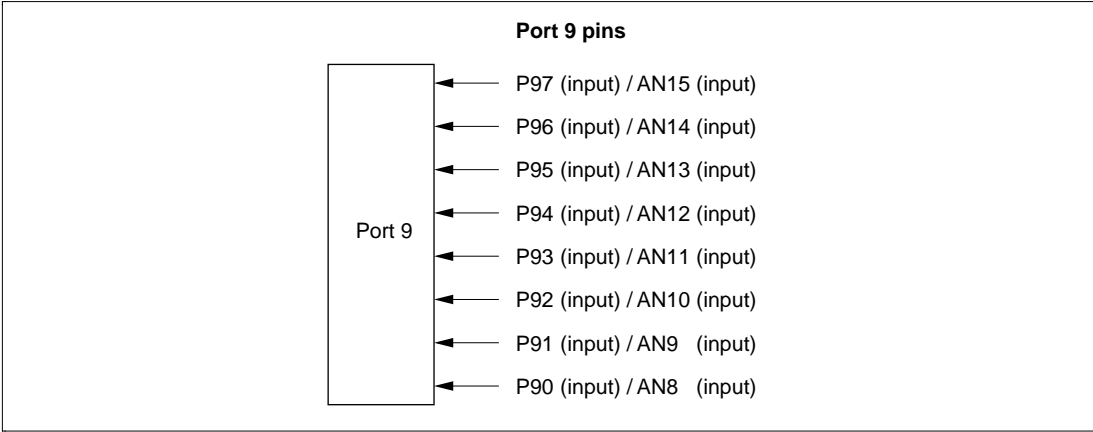 Port 9 pins
P97 (input) / AN15 (input)
P96 (input) / AN14 (input)
P95 (input) / AN13 (input)
P94 (input) / AN12 (input)
Port 9
P93 (input) / AN11 (input)
P92 (input) / AN10 (input)
P91 (input) / AN9 (input)
P90 (input) / AN8 (input)